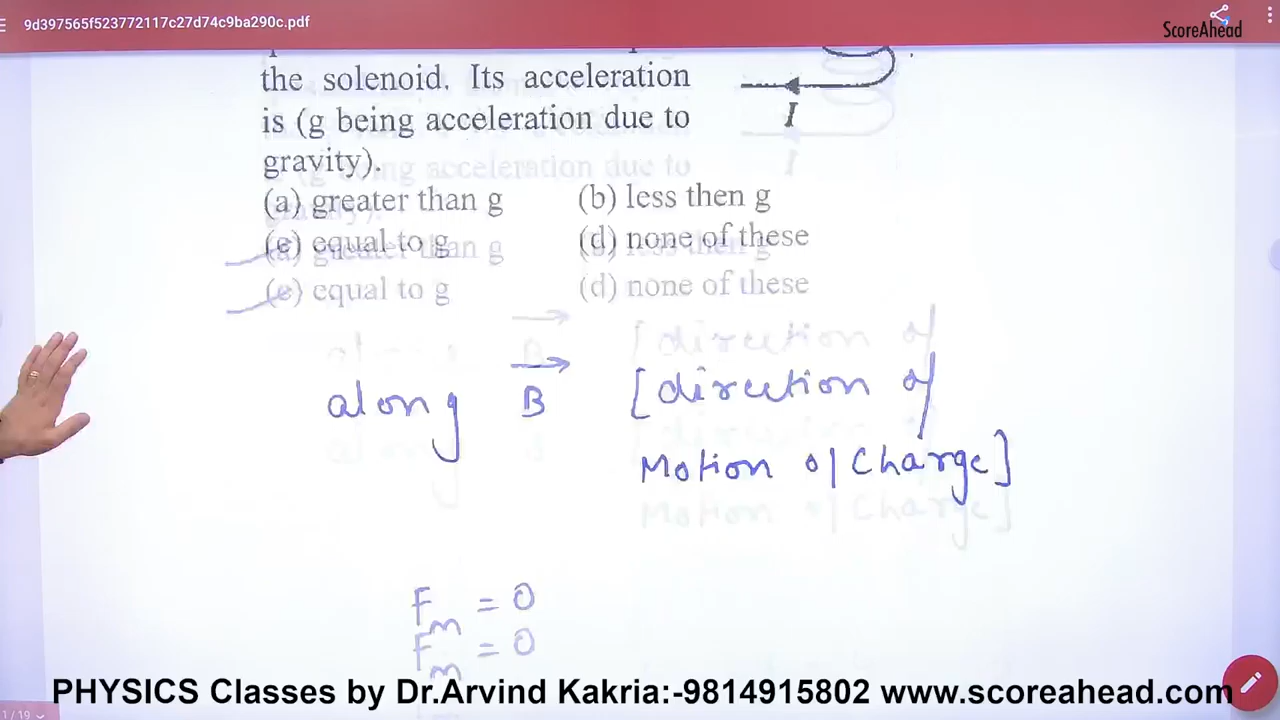 9d397565f523772117c27d74c9ba290c.pdf
ScoreAhead
the solenoid. Its acceleration
is (g being acceleration due to
gravity).
I
(a) greater than g (b) less then g
(c) equal to g (d) none of these
(c) equal to g (d) none of these
along B [direction of
Motion of Charge]
Fm = 0
Fm = 0
PHYSICS Classes by Dr.Arvind Kakria:-9814915802 www.scoreahead.com
1 / 19